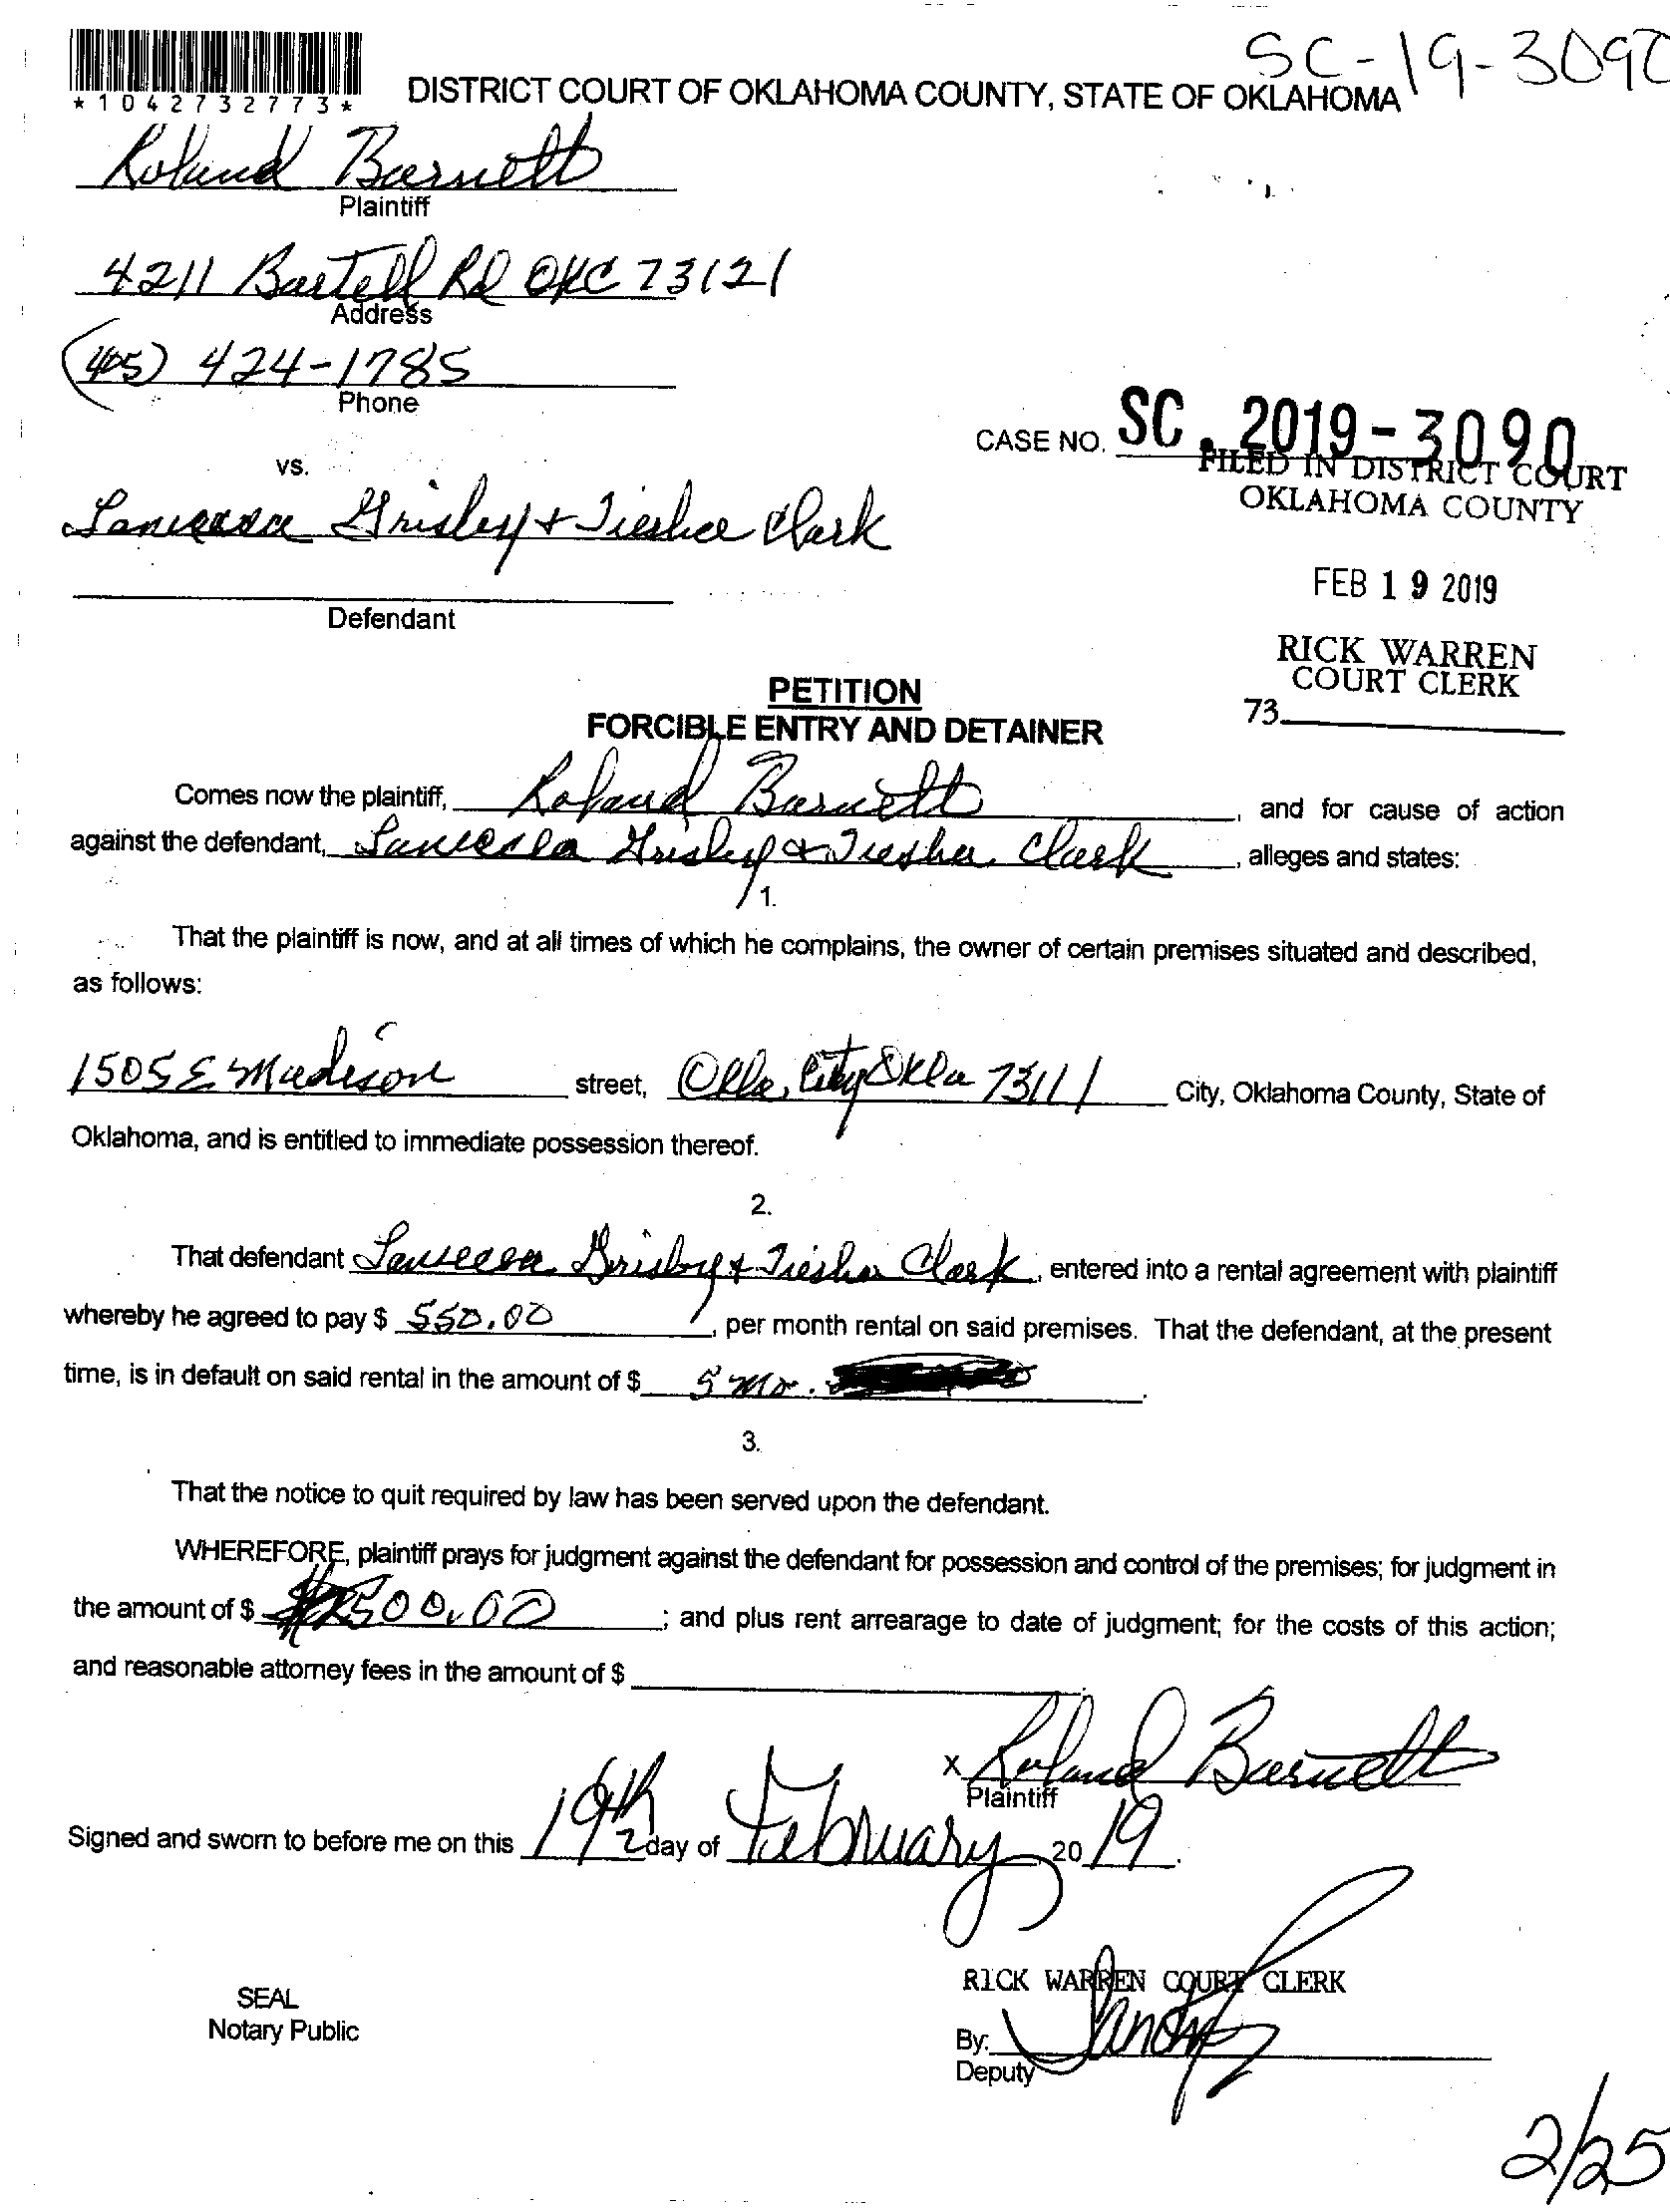 SC-19-3090
*1042732773*
DISTRICT COURT OF OKLAHOMA COUNTY, STATE OF OKLAHOMA
Roland Barnett
Plaintiff
4211 Bartell Rd OKC 73121
Address
(405) 424-1785
Phone
CASE NO. SC. 2019-3090
vs.
FILED IN DISTRICT COURT
OKLAHOMA COUNTY
Grisby + Tiesha Clark
FEB 19 2019
Defendant
RICK WARREN
COURT CLERK
73.
PETITION
FORCIBLE ENTRY AND DETAINER
Comes now the plaintiff, Roland Barnett, and for cause of action
against the defendant, Grisby & Tiesha Clark, alleges and states:
1.
That the plaintiff is now, and at all times of which he complains, the owner of certain premises situated and described,
as follows:
1505 E Madison street, Okla, City Okla 73111 City, Oklahoma County, State of
Oklahoma, and is entitled to immediate possession thereof.
2.
That defendant Grisby + Tiesha Clark, entered into a rental agreement with plaintiff
whereby he agreed to pay $ 550.00, per month rental on said premises. That the defendant, at the present
time, is in default on said rental in the amount of $ 5 mo.
3.
That the notice to quit required by law has been served upon the defendant.
WHEREFORE, plaintiff prays for judgment against the defendant for possession and control of the premises; for judgment in
the amount of $ 2500.00; and plus rent arrearage to date of judgment; for the costs of this action;
and reasonable attorney fees in the amount of $
x Roland Barnett
Plaintiff
Signed and sworn to before me on this 19th day of February, 2019.
RICK WARREN COURT CLERK
SEAL
Notary Public
By:
Deputy
2/25